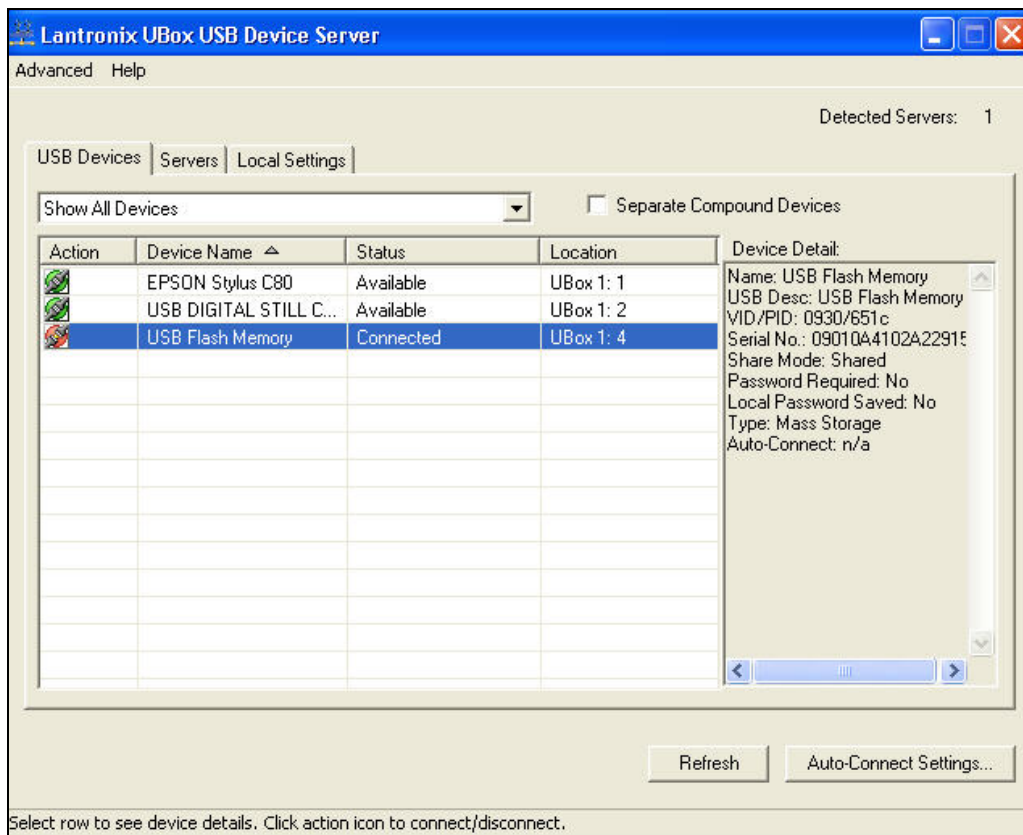 Lantronix UBox USB Device Server
Advanced Help
Detected Servers: 1
USB Devices Servers Local Settings
Show All Devices Separate Compound Devices
Action Device Name Status Location Device Detail:
EPSON Stylus C80 Available UBox 1: 1
USB DIGITAL STILL C... Available UBox 1: 2
USB Flash Memory Connected UBox 1: 4
Name: USB Flash Memory
USB Desc: USB Flash Memory
VID/PID: 0930/651c
Serial No.: 09010A4102A22915
Share Mode: Shared
Password Required: No
Local Password Saved: No
Type: Mass Storage
Auto-Connect: n/a
Refresh Auto-Connect Settings...
Select row to see device details. Click action icon to connect/disconnect.